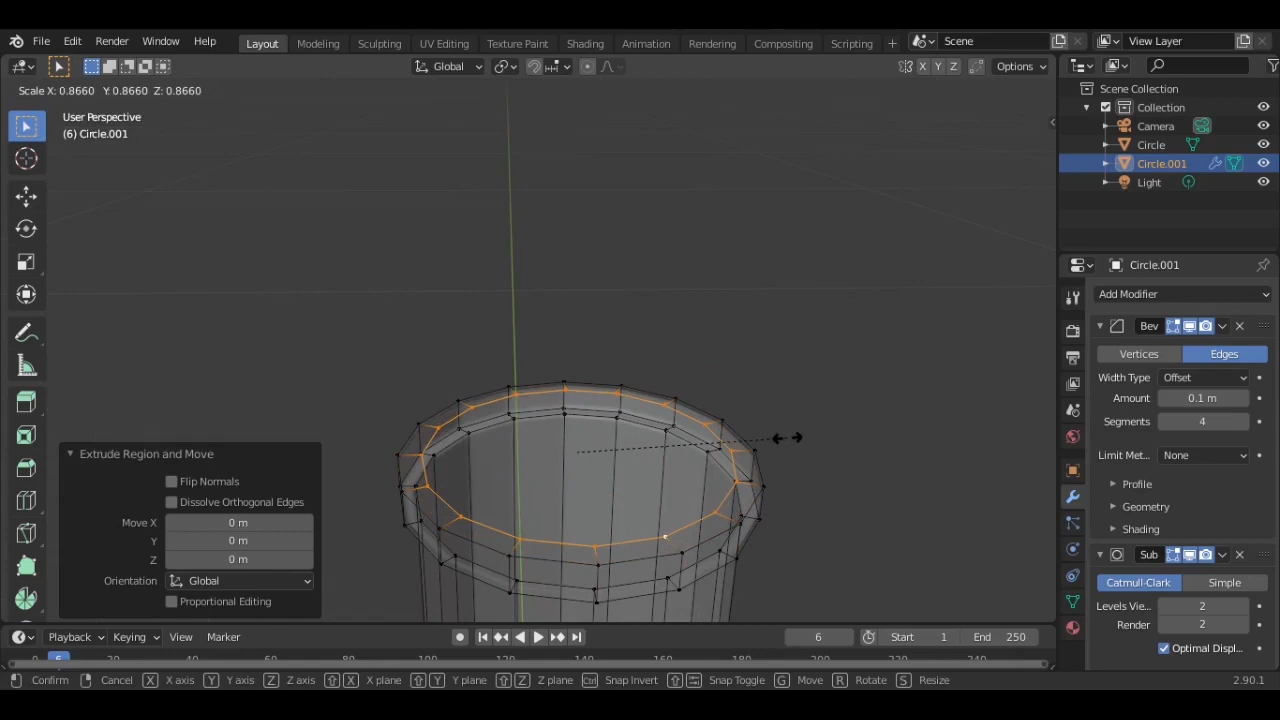 File Edit Render Window Help Layout Modeling Sculpting UV Editing Texture Paint Shading Animation Rendering Compositing Scripting + Scene View Layer
Global X Y Z Options
Scale X: 0.8660 Y: 0.8660 Z: 0.8660
User Perspective
(6) Circle.001
Scene Collection
Collection
Camera
Circle
Circle.001
Light
Circle.001
Add Modifier
Bev
Vertices Edges
Width Type Offset
Amount 0.1 m
Segments 4
Limit Met... None
Profile
Geometry
Shading
Sub
Catmull-Clark Simple
Levels Vie... 2
Render 2
Optimal Displ...
Extrude Region and Move
Flip Normals
Dissolve Orthogonal Edges
Move X 0 m
Y 0 m
Z 0 m
Orientation Global
Proportional Editing
Playback Keying View Marker 6 Start 1 End 250
6
Confirm Cancel X X axis Y Y axis Z Z axis X X plane Y Y plane Z Z plane Ctrl Snap Invert Snap Toggle G Move R Rotate S Resize 2.90.1